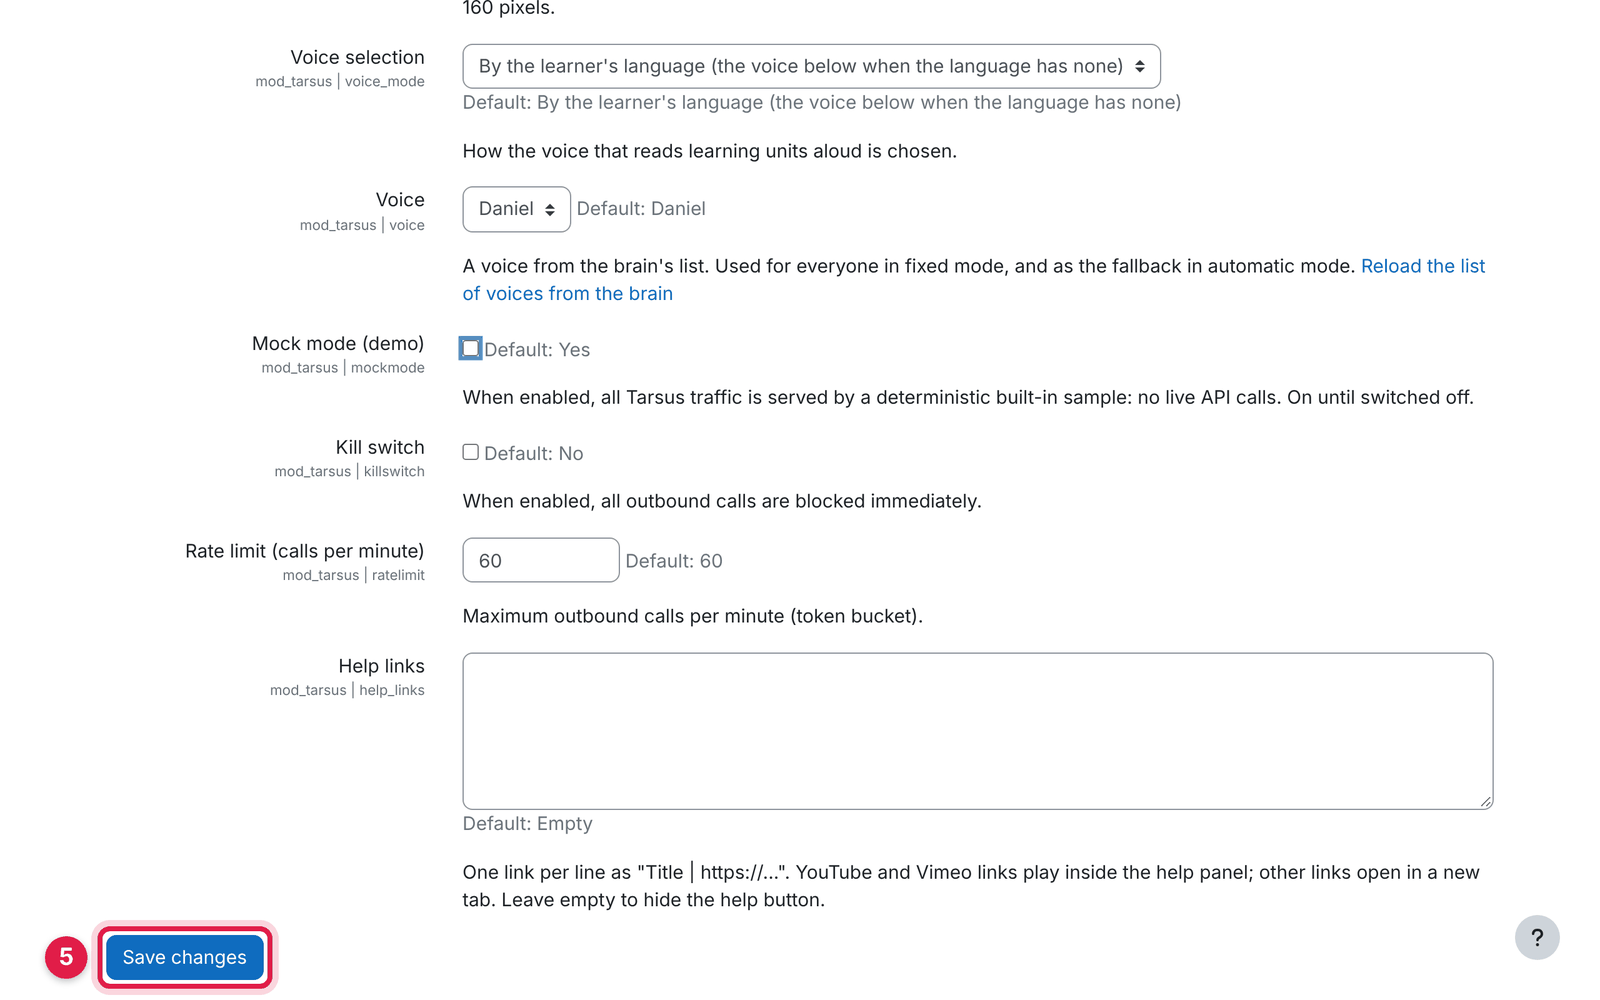 160 pixels.
Voice selection
mod_tarsus | voice_mode
By the learner's language (the voice below when the language has none)
Default: By the learner's language (the voice below when the language has none)
How the voice that reads learning units aloud is chosen.
Voice
mod_tarsus | voice
Daniel
Default: Daniel
A voice from the brain's list. Used for everyone in fixed mode, and as the fallback in automatic mode. Reload the list
of voices from the brain
Mock mode (demo)
mod_tarsus | mockmode
Default: Yes
When enabled, all Tarsus traffic is served by a deterministic built-in sample: no live API calls. On until switched off.
Kill switch
mod_tarsus | killswitch
Default: No
When enabled, all outbound calls are blocked immediately.
Rate limit (calls per minute)
mod_tarsus | ratelimit
60
Default: 60
Maximum outbound calls per minute (token bucket).
Help links
mod_tarsus | help_links
Default: Empty
One link per line as "Title | https://...". YouTube and Vimeo links play inside the help panel; other links open in a new
tab. Leave empty to hide the help button.
5
Save changes
?